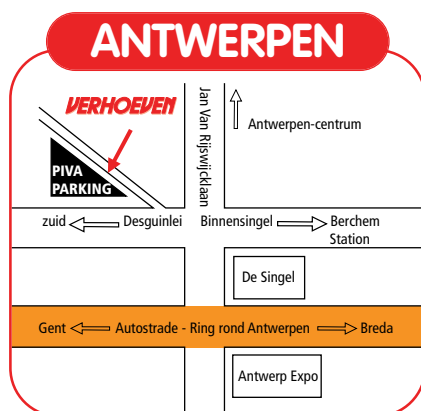 ANTWERPEN
VERHOEVEN
Jan Van Rijswijcklaan
Antwerpen-centrum
PIVA
PARKING
zuid Desguinlei Binnensingel Berchem
Station
De Singel
Gent Autostrade - Ring rond Antwerpen Breda
Antwerp Expo